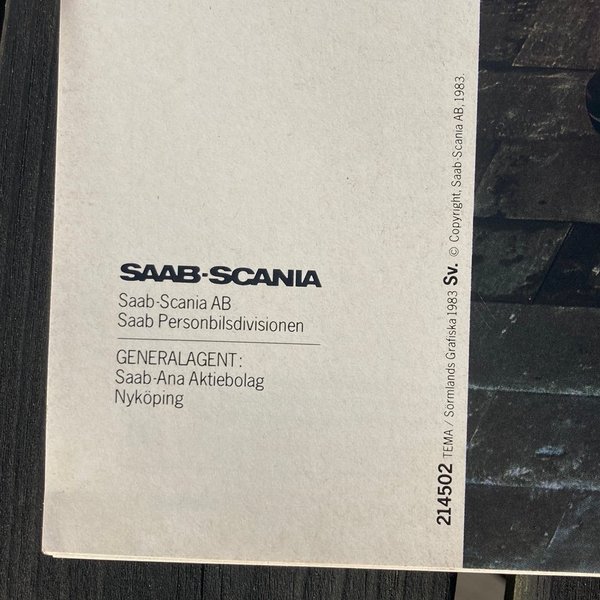 SAAB-SCANIA
Saab-Scania AB
Saab Personbilsdivisionen
GENERALAGENT:
Saab-Ana Aktiebolag
Nyköping
214502 TEMA / Sörmlands Grafiska 1983 Sv. © Copyright, Saab Scania AB, 1983.